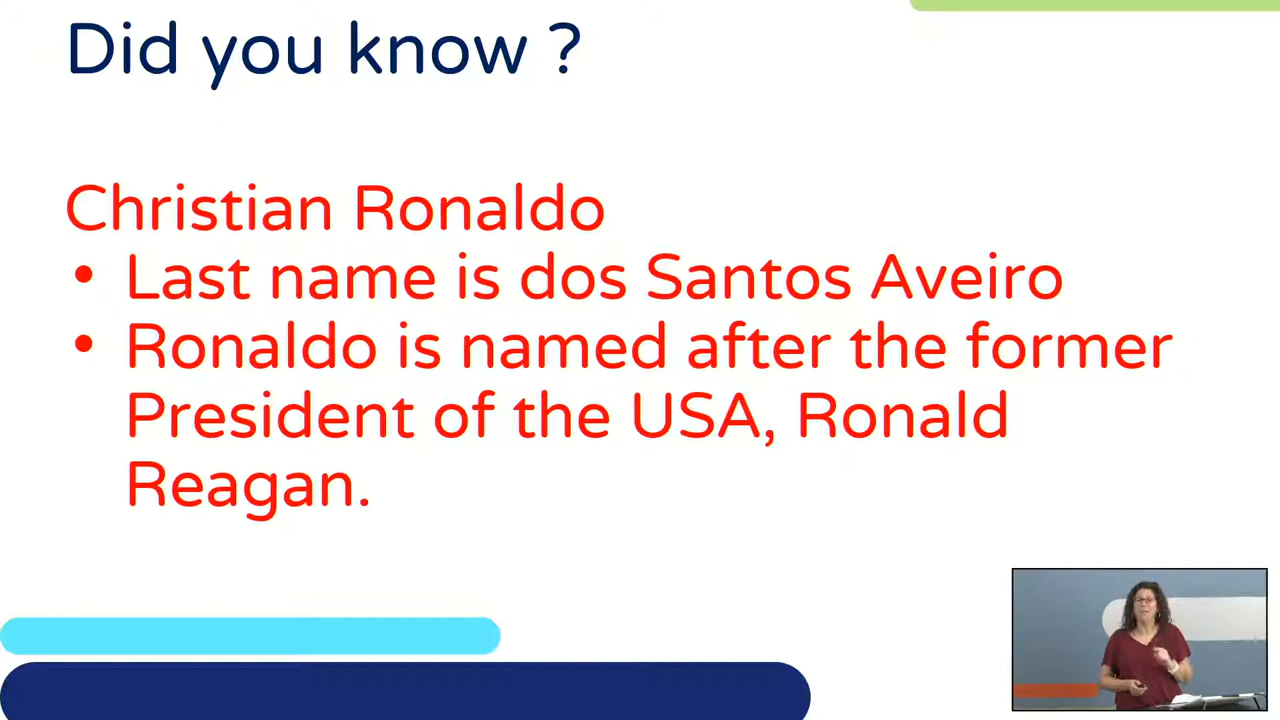 Did you know ?
Christian Ronaldo
• Last name is dos Santos Aveiro
• Ronaldo is named after the former
President of the USA, Ronald
Reagan.